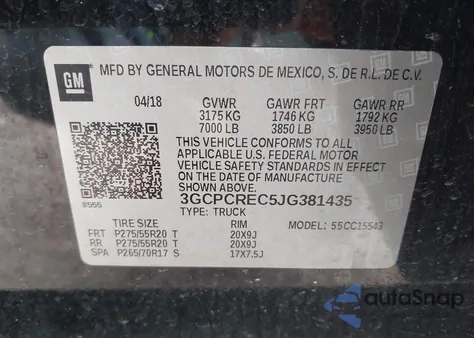 GM
MFD BY GENERAL MOTORS DE MEXICO, S. DE R.L. DE C.V.
04/18 GVWR GAWR FRT GAWR RR
3175 KG 1746 KG 1792 KG
7000 LB 3850 LB 3950 LB
THIS VEHICLE CONFORMS TO ALL
APPLICABLE U.S. FEDERAL MOTOR
VEHICLE SAFETY STANDARDS IN EFFECT
ON THE DATE OF MANUFACTURE SHOWN
ABOVE.
8555
3GCPCREC5JG381435
TYPE: TRUCK MODEL: 55CC15543
TIRE SIZE RIM
FRT P275/55R20 T 20X9J
RR P275/55R20 T 20X9J
SPA P265/70R17 S 17X7.5J
autoSnap